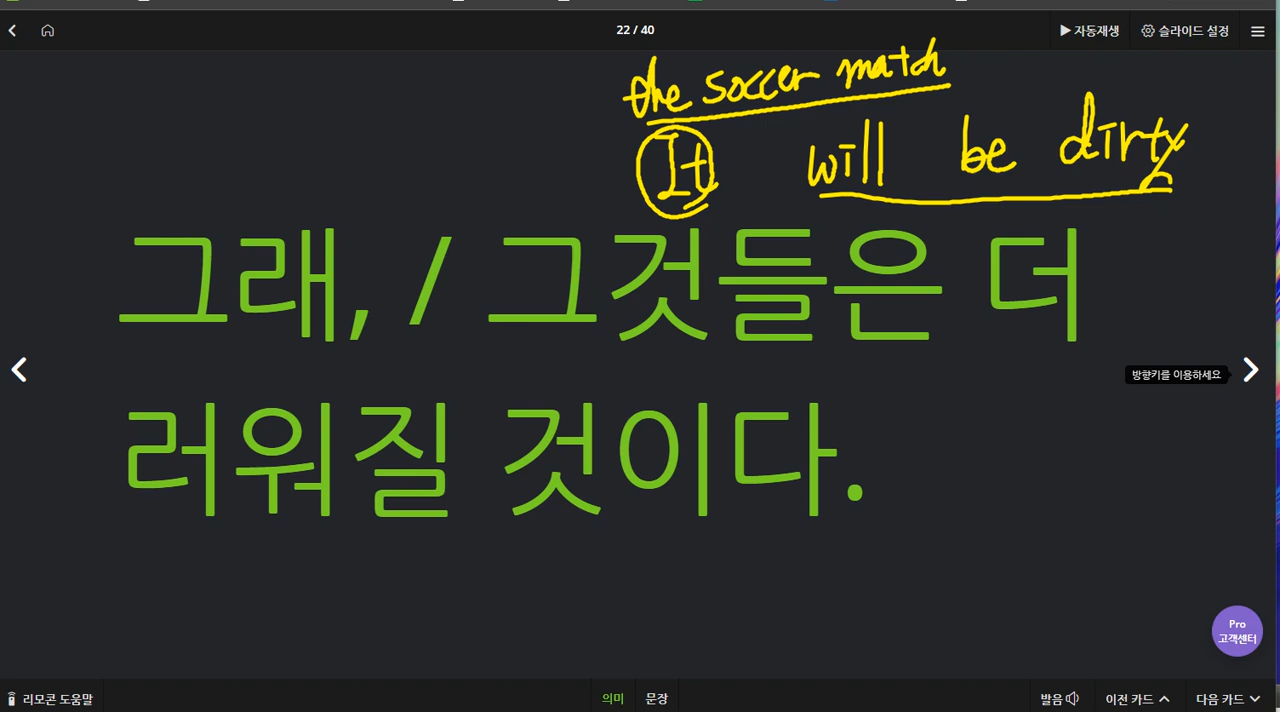 22 / 40
자동재생
슬라이드 설정
the soccer match
It will be dirty
그래, / 그것들은 더
러워질 것이다.
방향키를 이용하세요
Pro
고객센터
리모콘 도움말
의미
문장
발음
이전 카드
다음 카드